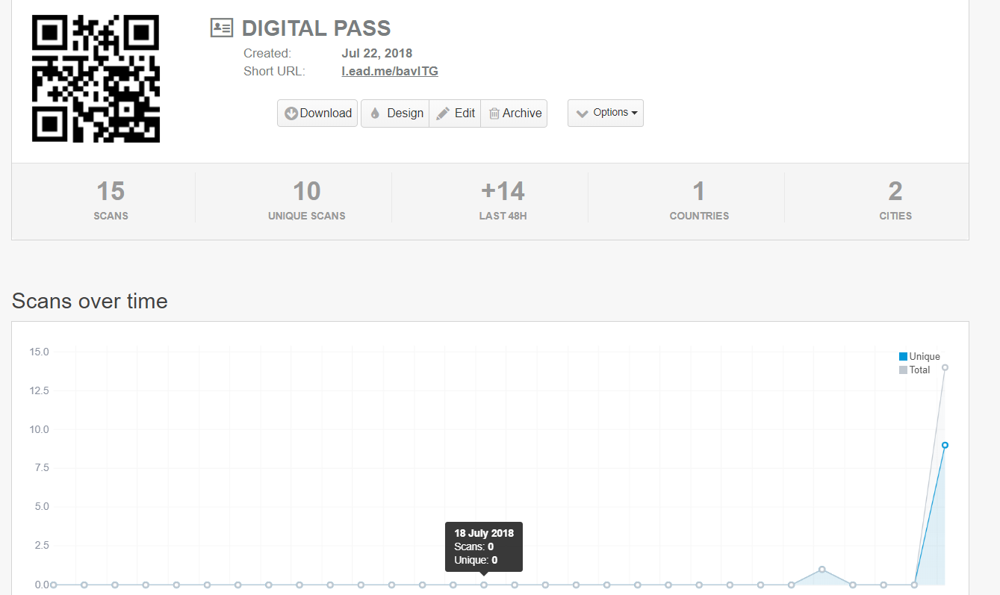 DIGITAL PASS
Created: Jul 22, 2018
Short URL: l.ead.me/bavITG
Download Design Edit Archive Options
15 10 +14 1 2
SCANS UNIQUE SCANS LAST 48H COUNTRIES CITIES
Scans over time
15.0
Unique
Total
12.5
10.0
7.5
5.0
18 July 2018
Scans: 0
2.5
Unique: 0
0.0